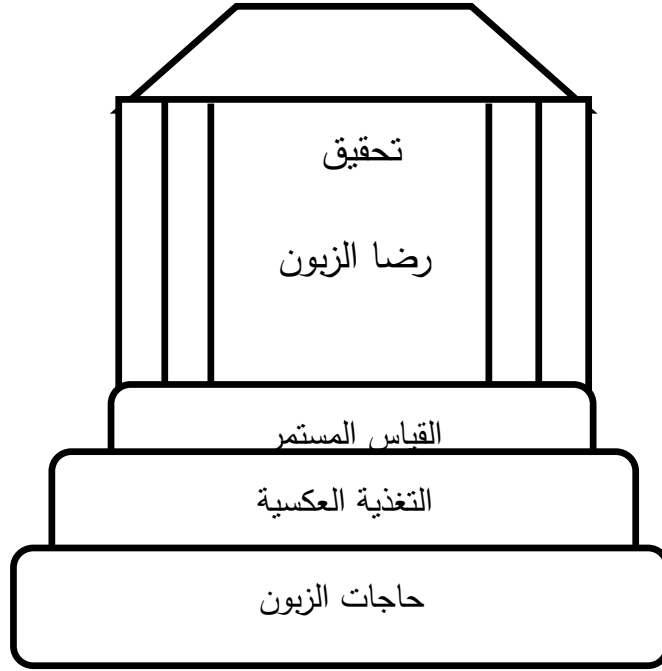 تحقيق
رضا الزبون
القياس المستمر
التغذية العكسية
حاجات الزبون